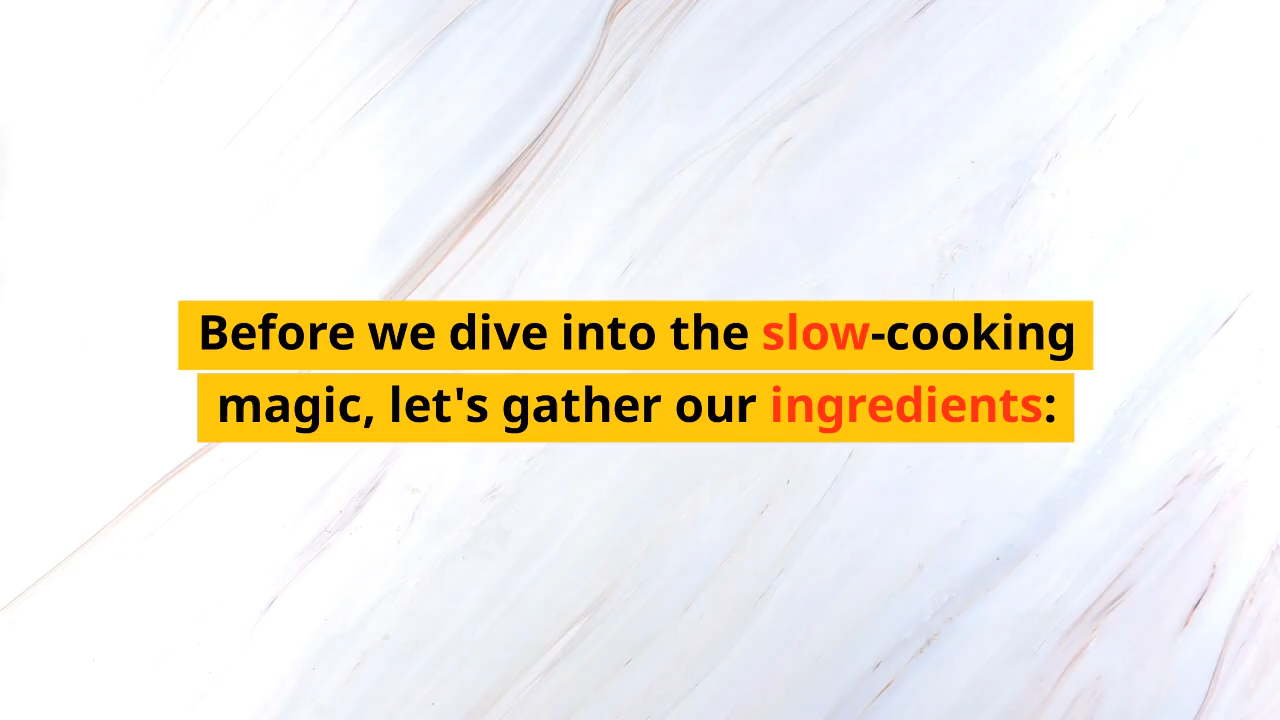 Before we dive into the slow-cooking
magic, let's gather our ingredients: